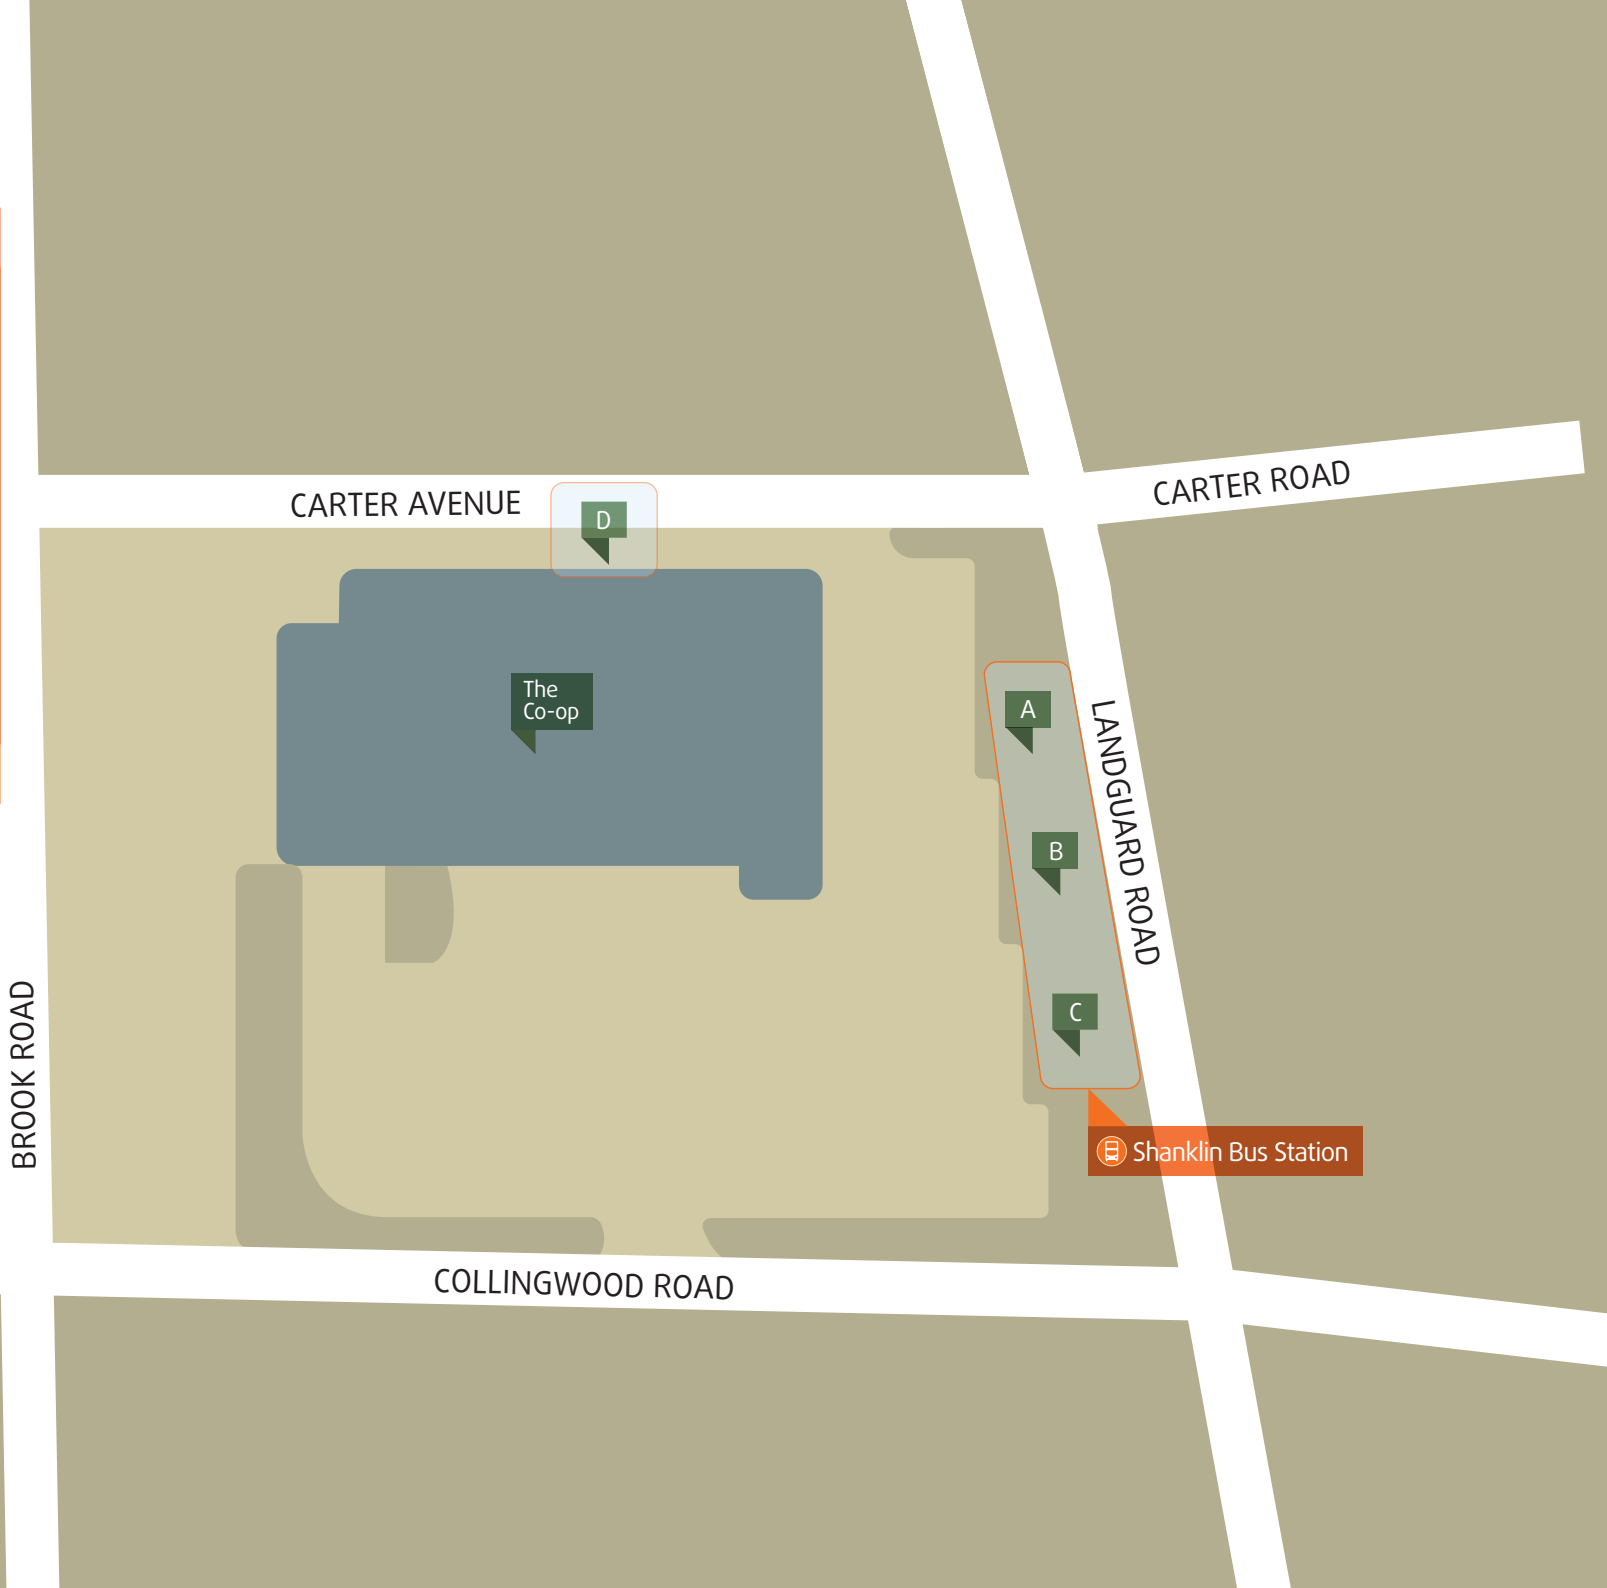 CARTER ROAD
CARTER AVENUE
D
The
Co-op
A
LANDGUARD ROAD
B
C
BROOK ROAD
Shanklin Bus Station
COLLINGWOOD ROAD